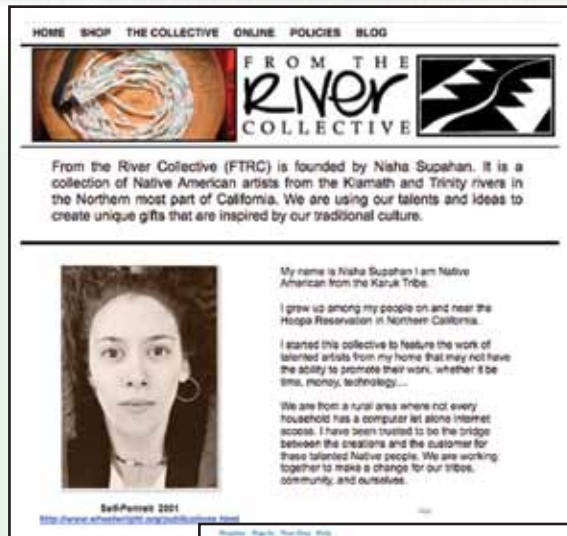 HOME SHOP THE COLLECTIVE ONLINE POLICIES BLOG
FROM THE
RIVER
COLLECTIVE
From the River Collective (FTRC) is founded by Nisha Supahan. It is a
collection of Native American artists from the Klamath and Trinity rivers in
the Northern most part of California. We are using our talents and ideas to
create unique gifts that are inspired by our traditional culture.
My name is Nisha Supahan I am Native
American from the Karuk Tribe.
I grew up among my people on and near the
Hoopa Reservation in Northern California.
I started this collective to feature the work of
talented artists from my home that may not have
the ability to promote their work, whether it be
time, money, technology....
We are from a rural area where not every
household has a computer let alone internet
access. I have been trusted to be the bridge
between the creations and the customer for
these talented Native people. We are working
together to make a change for our tribes,
community, and ourselves.
Self-Portrait 2001
http://www.wheelwright.org/publications.html